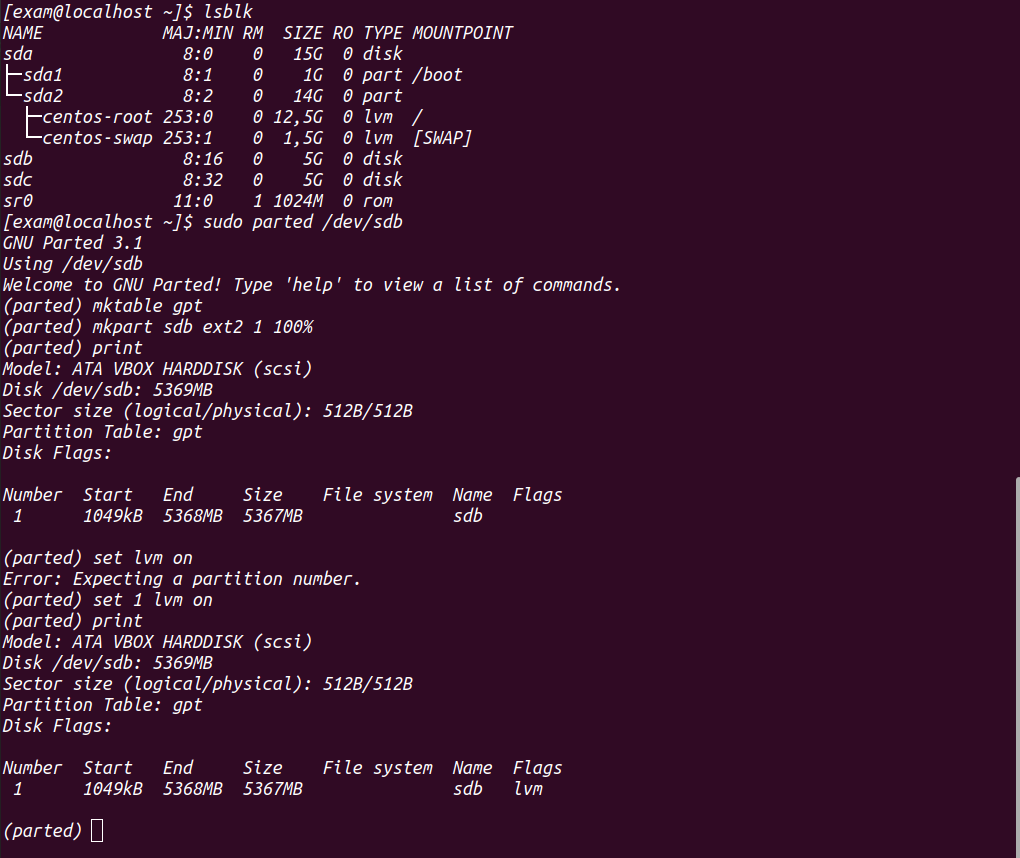 [exam@localhost ~]$ lsblk
NAME            MAJ:MIN RM  SIZE RO TYPE MOUNTPOINT
sda               8:0    0   15G  0 disk
├─sda1            8:1    0    1G  0 part /boot
└─sda2            8:2    0   14G  0 part
  ├─centos-root 253:0    0 12,5G  0 lvm  /
  └─centos-swap 253:1    0  1,5G  0 lvm  [SWAP]
sdb               8:16   0    5G  0 disk
sdc               8:32   0    5G  0 disk
sr0              11:0    1 1024M  0 rom
[exam@localhost ~]$ sudo parted /dev/sdb
GNU Parted 3.1
Using /dev/sdb
Welcome to GNU Parted! Type 'help' to view a list of commands.
(parted) mktable gpt
(parted) mkpart sdb ext2 1 100%
(parted) print
Model: ATA VBOX HARDDISK (scsi)
Disk /dev/sdb: 5369MB
Sector size (logical/physical): 512B/512B
Partition Table: gpt
Disk Flags:

Number  Start   End     Size    File system  Name  Flags
 1      1049kB  5368MB  5367MB               sdb

(parted) set lvm on
Error: Expecting a partition number.
(parted) set 1 lvm on
(parted) print
Model: ATA VBOX HARDDISK (scsi)
Disk /dev/sdb: 5369MB
Sector size (logical/physical): 512B/512B
Partition Table: gpt
Disk Flags:

Number  Start   End     Size    File system  Name  Flags
 1      1049kB  5368MB  5367MB               sdb   lvm

(parted)